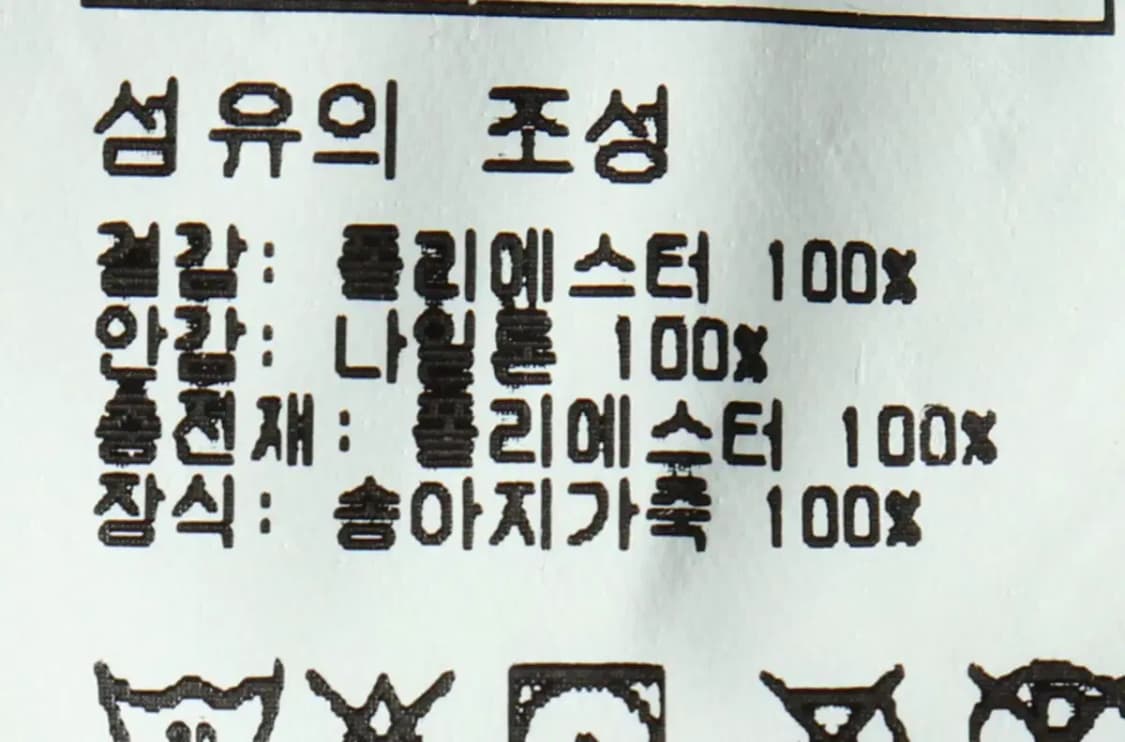 섬유의 조성
겉감: 폴리에스터 100%
안감: 나일론 100%
충전재: 폴리에스터 100%
장식: 송아지가죽 100%